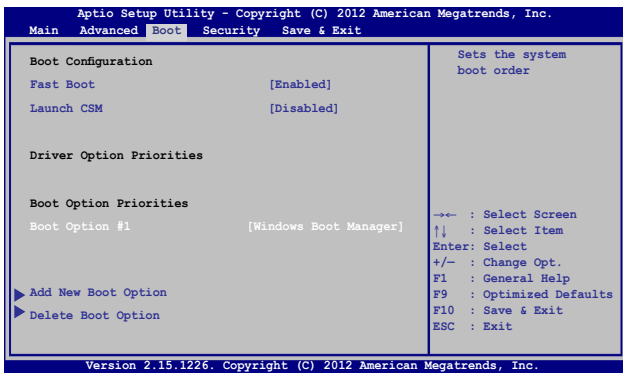 Aptio Setup Utility - Copyright (C) 2012 American Megatrends, Inc.
Main Advanced Boot Security Save & Exit
Boot Configuration
Fast Boot [Enabled]
Launch CSM [Disabled]
Driver Option Priorities
Boot Option Priorities
Boot Option #1 [Windows Boot Manager]
Add New Boot Option
Delete Boot Option
Sets the system
boot order
→← : Select Screen
↑↓ : Select Item
Enter: Select
+/— : Change Opt.
F1 : General Help
F9 : Optimized Defaults
F10 : Save & Exit
ESC : Exit
Version 2.15.1226. Copyright (C) 2012 American Megatrends, Inc.